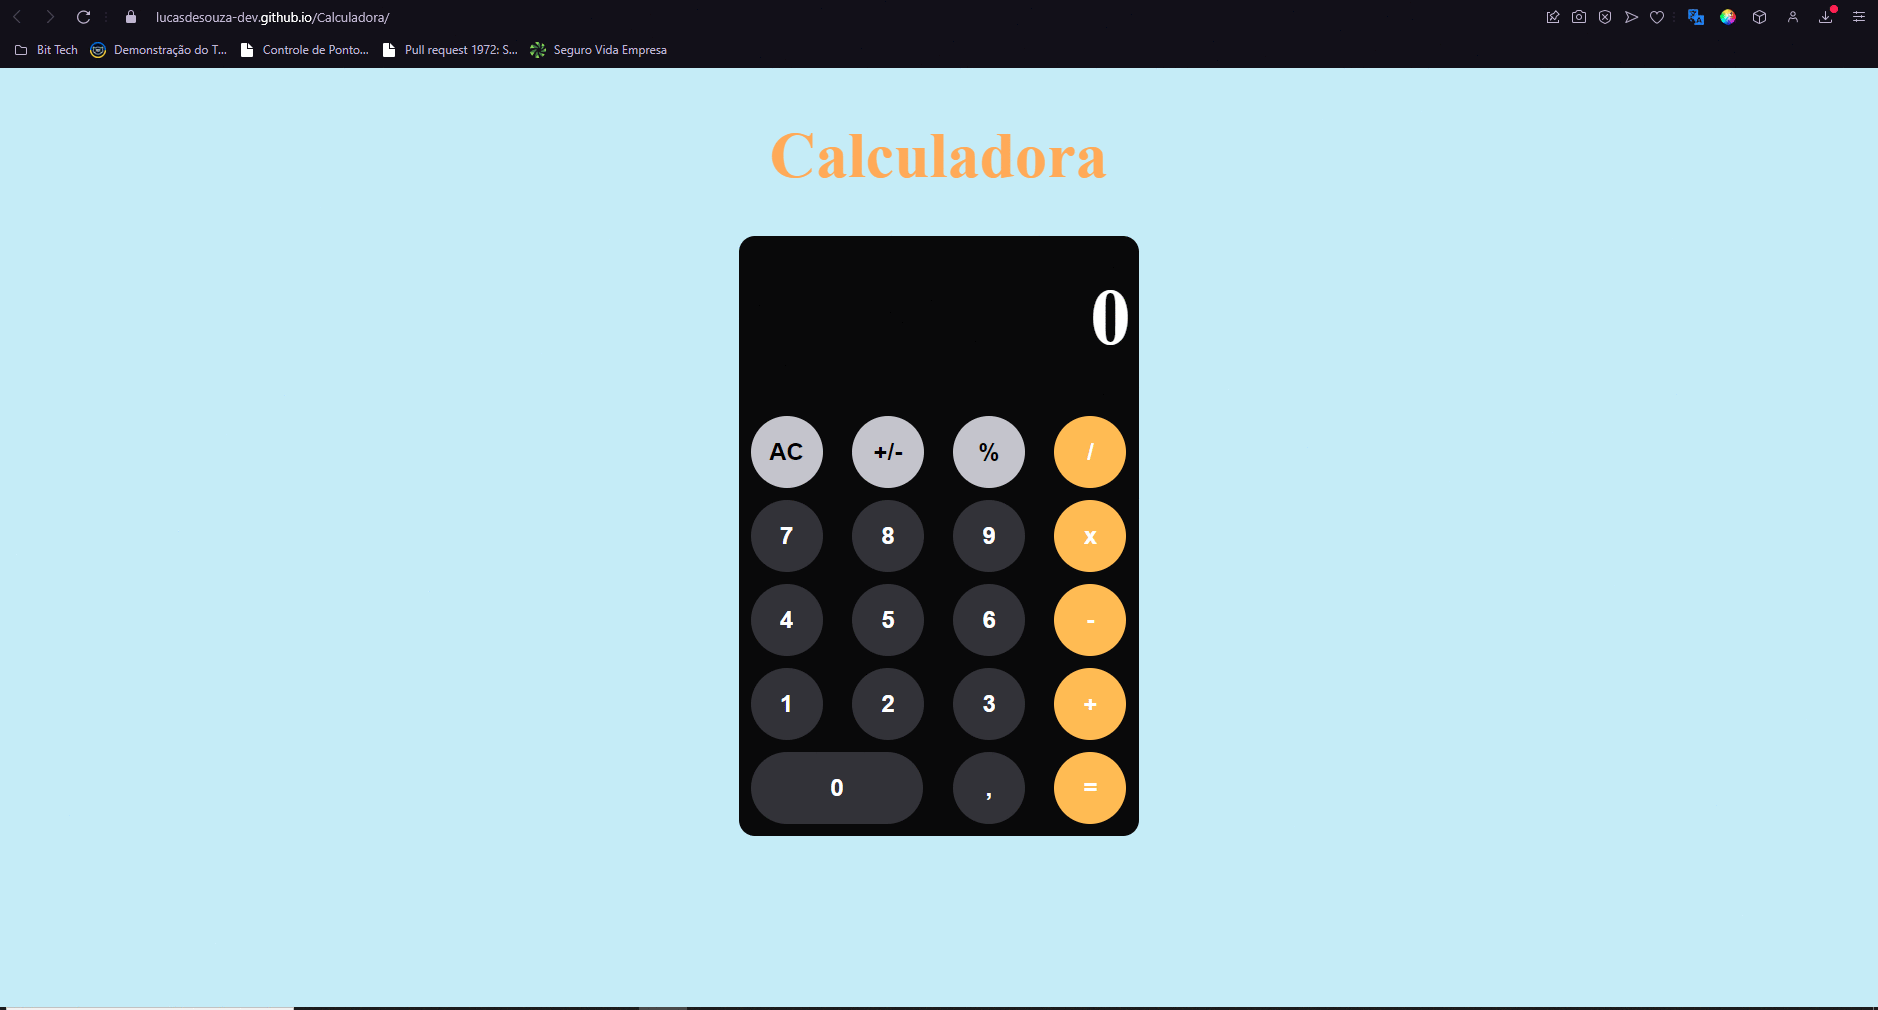 lucasdesouza-dev.github.io/Calculadora/
Bit Tech Demonstração do T... Controle de Ponto... Pull request 1972: S... Seguro Vida Empresa
Calculadora
0
AC +/- % /
7 8 9 x
4 5 6 -
1 2 3 +
0 , =